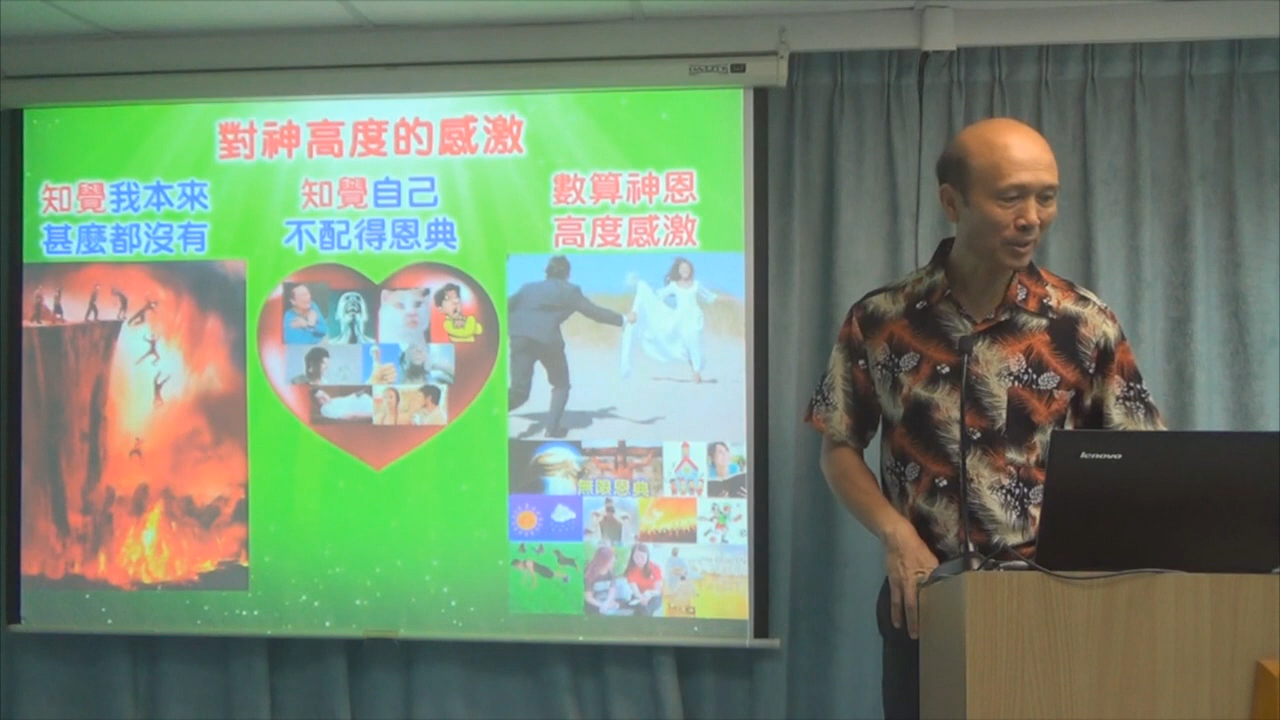 對神高度的感激
知覺我本來
甚麼都沒有
知覺自己
不配得恩典
數算神恩
高度感激
無限恩典
lenovo